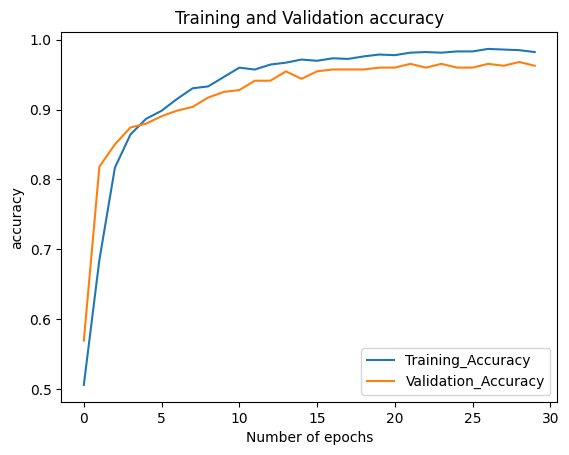 Training and Validation accuracy
1.0
0.9
0.8
0.7
0.6
0.5
accuracy
Training_Accuracy
Validation_Accuracy
0 5 10 15 20 25 30
Number of epochs